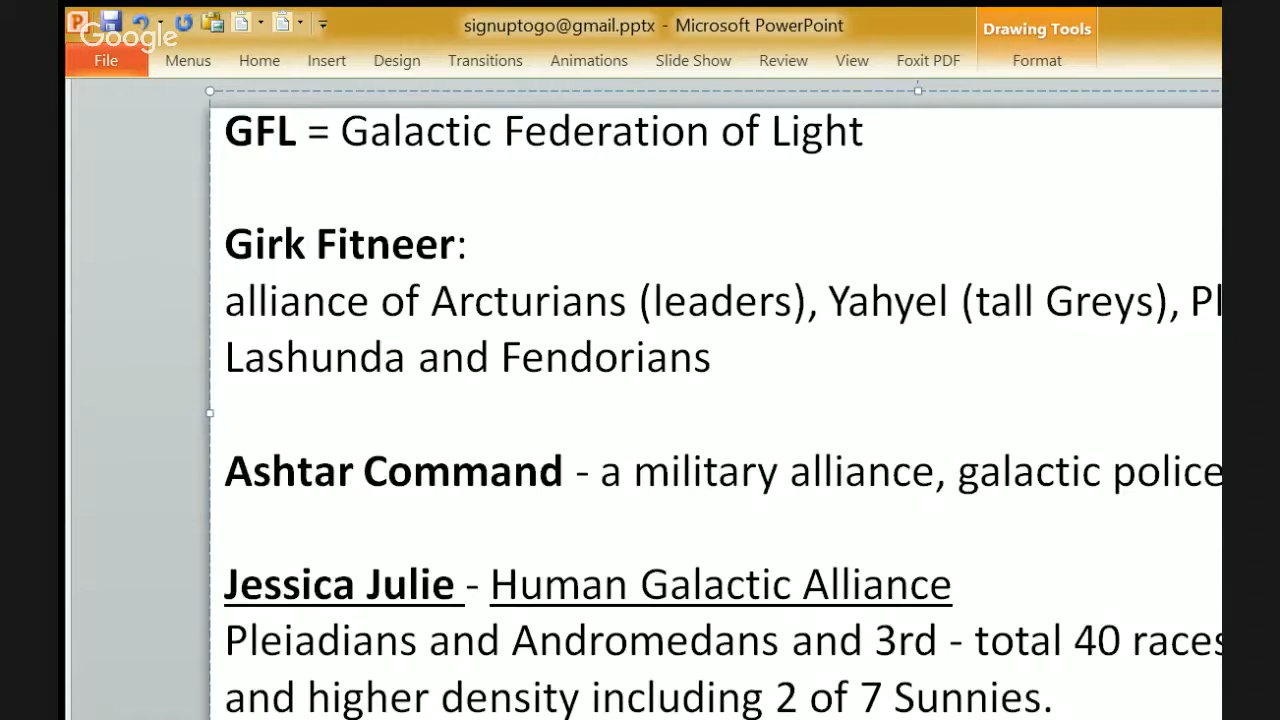 signuptogo@gmail.pptx - Microsoft PowerPoint
Drawing Tools
Google
File Menus Home Insert Design Transitions Animations Slide Show Review View Foxit PDF Format
GFL = Galactic Federation of Light
Girk Fitneer:
alliance of Arcturians (leaders), Yahyel (tall Greys), Pl
Lashunda and Fendorians
Ashtar Command - a military alliance, galactic police
Jessica Julie - Human Galactic Alliance
Pleiadians and Andromedans and 3rd - total 40 races
and higher density including 2 of 7 Sunnies.